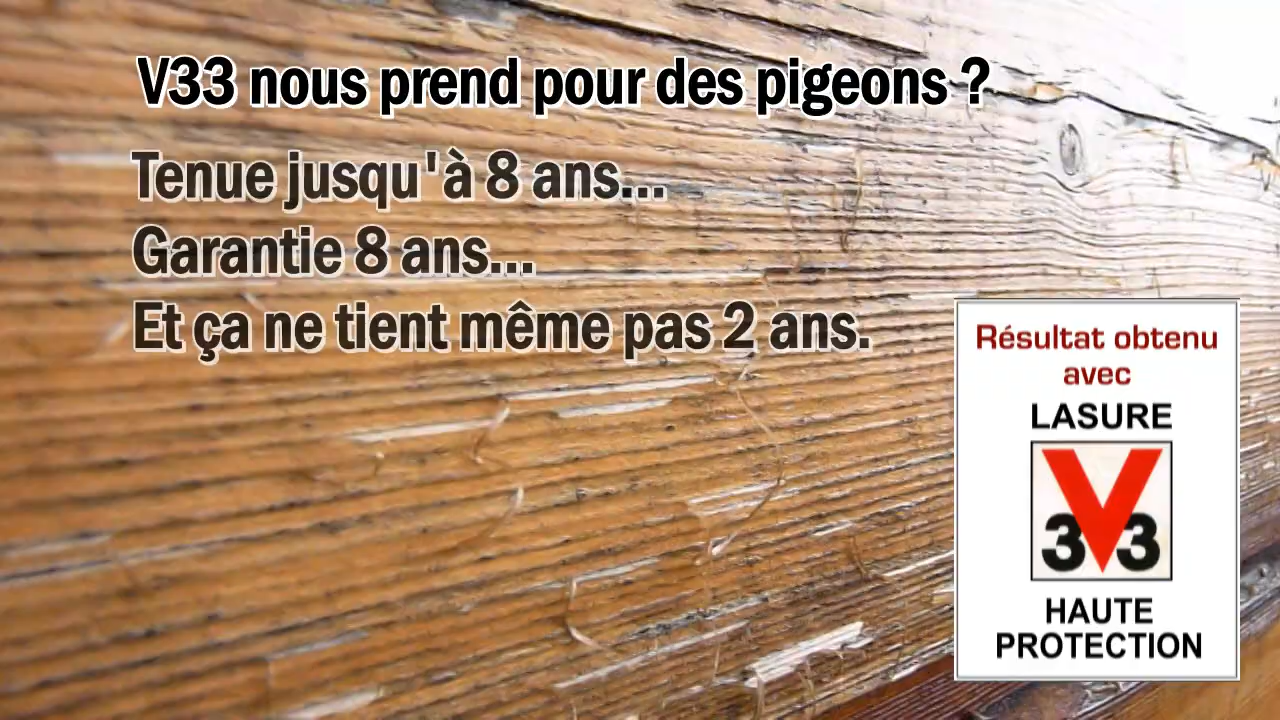 V33 nous prend pour des pigeons ?
Tenue jusqu'à 8 ans...
Garantie 8 ans...
Et ça ne tient même pas 2 ans.
Résultat obtenu
avec
LASURE
3V3
HAUTE
PROTECTION